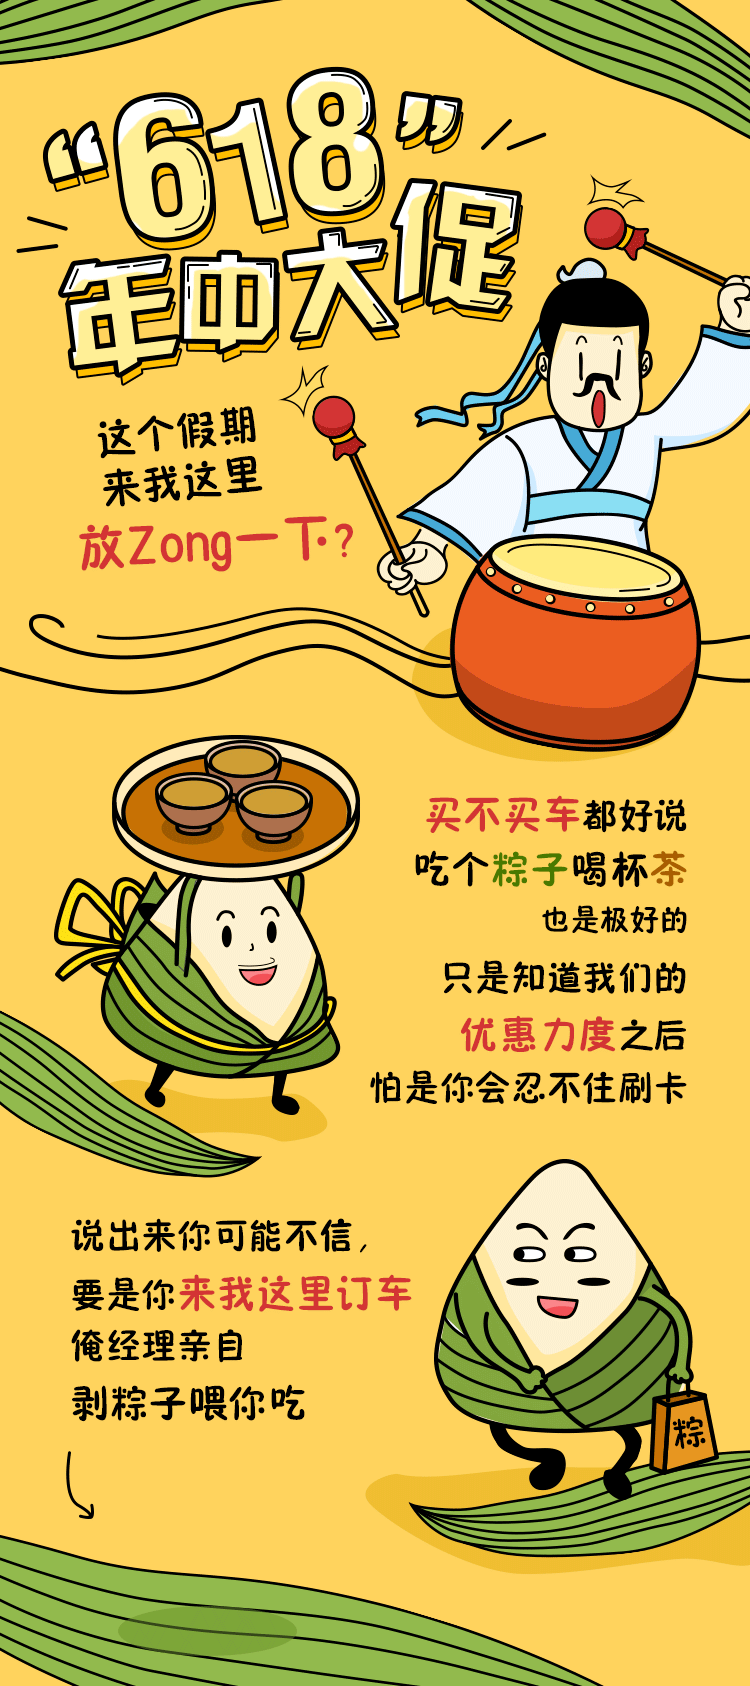 “618”
年中大促
这个假期
来我这里
放Zong一下?
买不买车都好说
吃个粽子喝杯茶
也是极好的
只是知道我们的
优惠力度之后
怕是你会忍不住刷卡
说出来你可能不信，
要是你来我这里订车
俺经理亲自
剥粽子喂你吃
粽